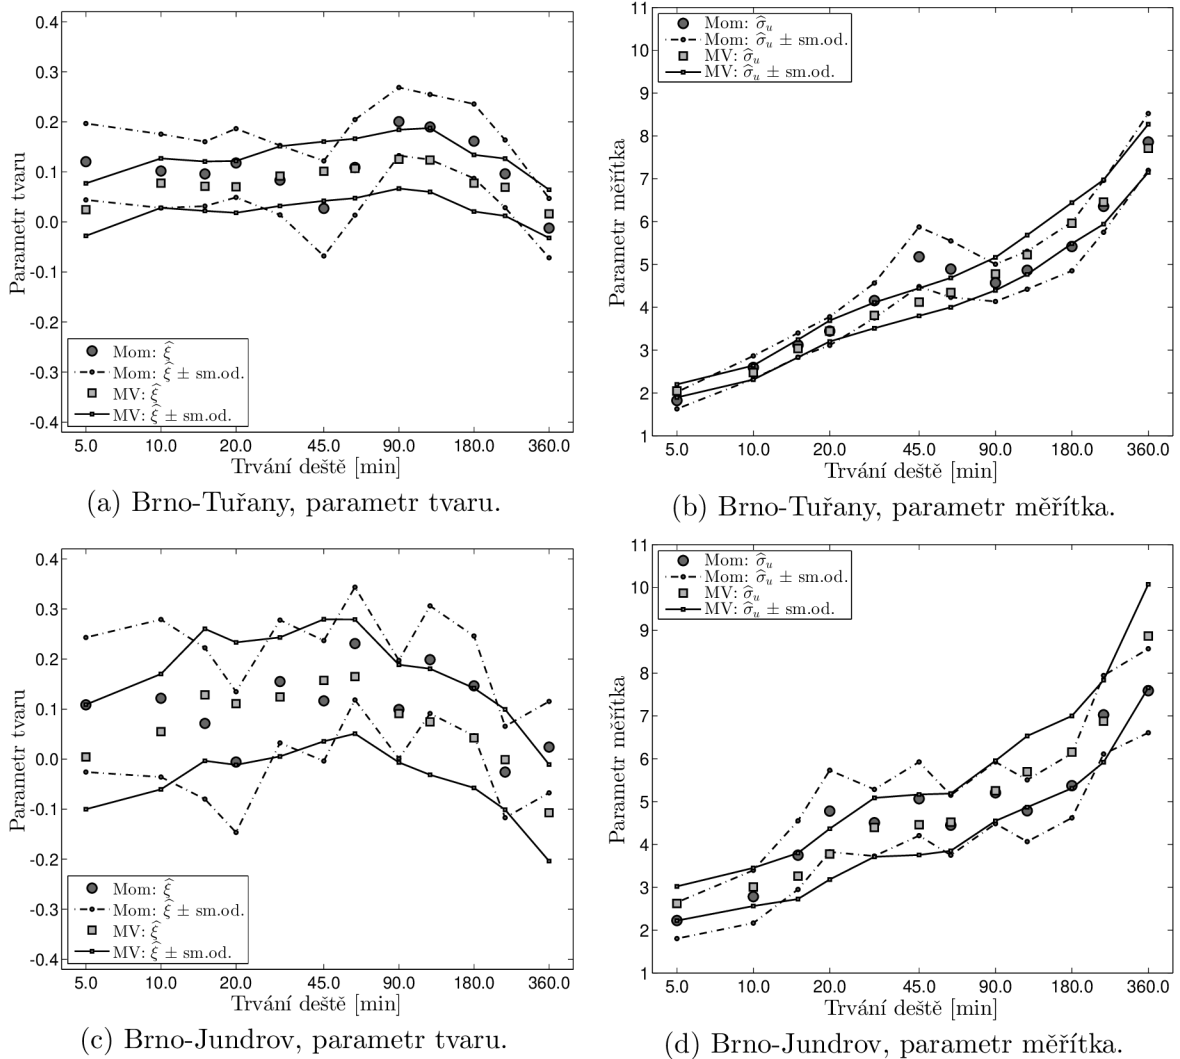 0.4
0.3
0.2
0.1
0.0
-0.1
-0.2
-0.3
-0.4
Parametr tvaru
Mom: ξ̂
Mom: ξ̂ ± sm.od.
MV: ξ̂
MV: ξ̂ ± sm.od.
5.0 10.0 20.0 45.0 90.0 180.0 360.0
Trvání deště [min]
(a) Brno-Tuřany, parametr tvaru.
11
10
9
8
7
6
5
4
3
2
1
Parametr měřítka
Mom: σ̂ᵤ
Mom: σ̂ᵤ ± sm.od.
MV: σ̂ᵤ
MV: σ̂ᵤ ± sm.od.
5.0 10.0 20.0 45.0 90.0 180.0 360.0
Trvání deště [min]
(b) Brno-Tuřany, parametr měřítka.
0.4
0.3
0.2
0.1
0.0
-0.1
-0.2
-0.3
-0.4
Parametr tvaru
Mom: ξ̂
Mom: ξ̂ ± sm.od.
MV: ξ̂
MV: ξ̂ ± sm.od.
5.0 10.0 20.0 45.0 90.0 180.0 360.0
Trvání deště [min]
(c) Brno-Jundrov, parametr tvaru.
11
10
9
8
7
6
5
4
3
2
1
Parametr měřítka
Mom: σ̂ᵤ
Mom: σ̂ᵤ ± sm.od.
MV: σ̂ᵤ
MV: σ̂ᵤ ± sm.od.
5.0 10.0 20.0 45.0 90.0 180.0 360.0
Trvání deště [min]
(d) Brno-Jundrov, parametr měřítka.